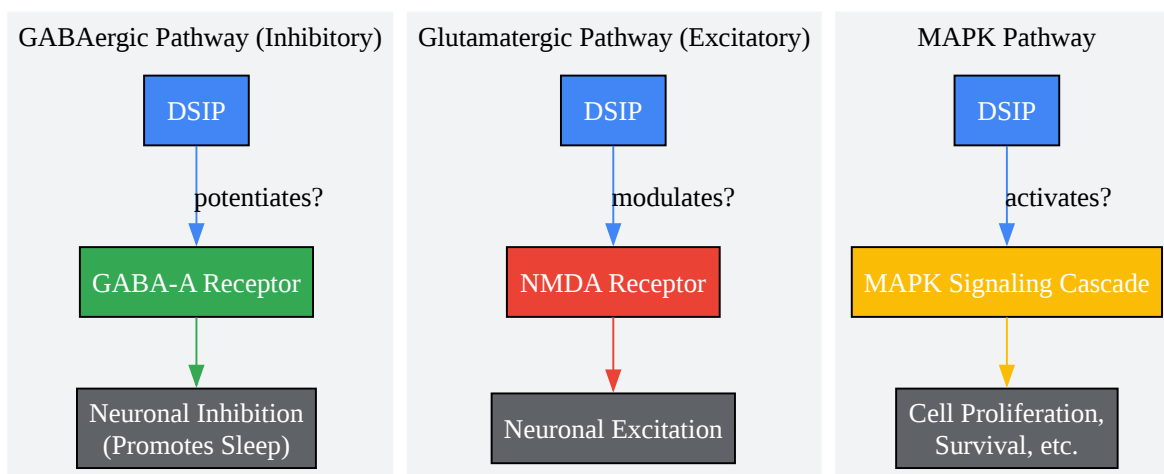 GABAergic Pathway (Inhibitory)
DSIP
potentiates?
GABA-A Receptor
Neuronal Inhibition
(Promotes Sleep)
Glutamatergic Pathway (Excitatory)
DSIP
modulates?
NMDA Receptor
Neuronal Excitation
MAPK Pathway
DSIP
activates?
MAPK Signaling Cascade
Cell Proliferation,
Survival, etc.